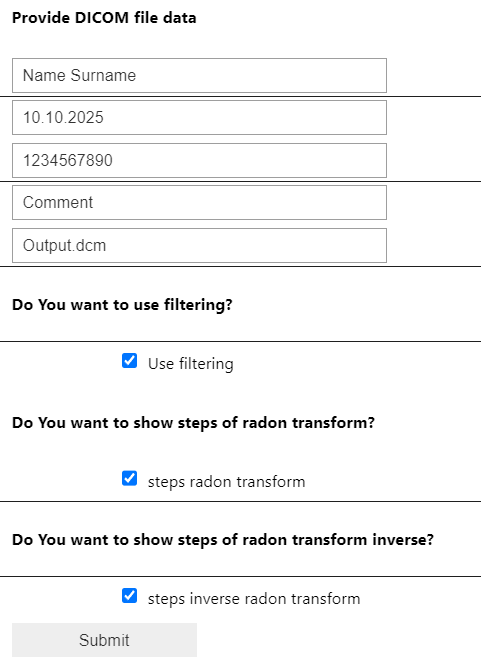 Provide DICOM file data
Name Surname
10.10.2025
1234567890
Comment
Output.dcm
Do You want to use filtering?
Use filtering
Do You want to show steps of radon transform?
steps radon transform
Do You want to show steps of radon transform inverse?
steps inverse radon transform
Submit